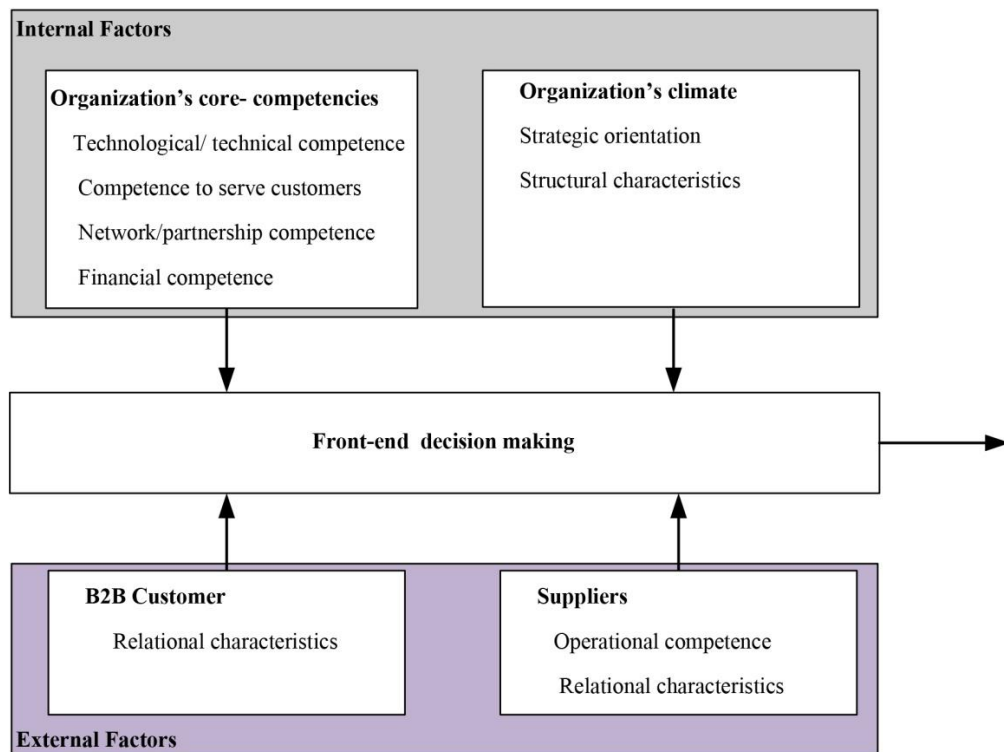 Internal Factors
Organization’s core- competencies
Technological/ technical competence
Competence to serve customers
Network/partnership competence
Financial competence
Organization’s climate
Strategic orientation
Structural characteristics
Front-end decision making
B2B Customer
Relational characteristics
Suppliers
Operational competence
Relational characteristics
External Factors